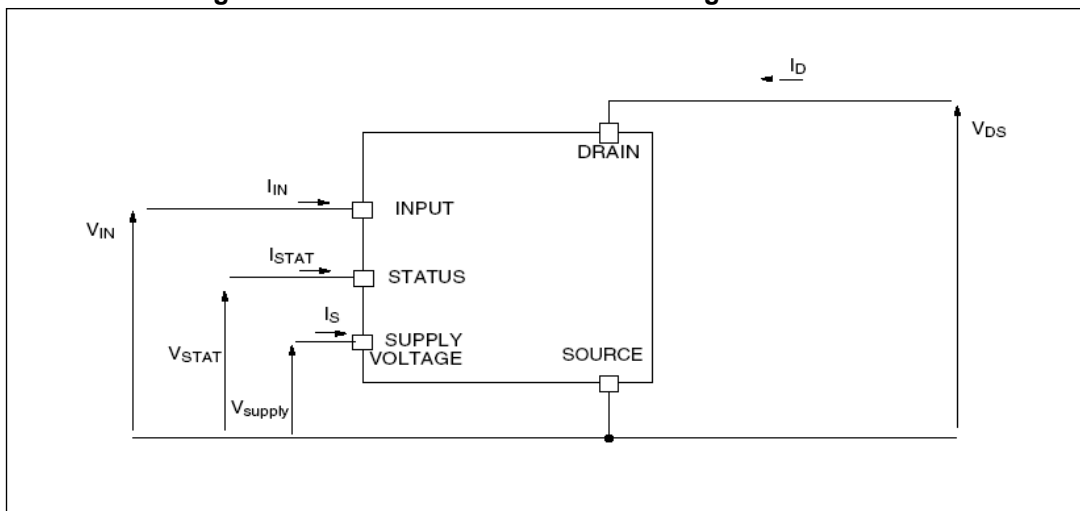 I_D
V_DS
DRAIN
I_IN
INPUT
V_IN
I_STAT
STATUS
I_S
SUPPLY
VOLTAGE
SOURCE
V_STAT
V_supply